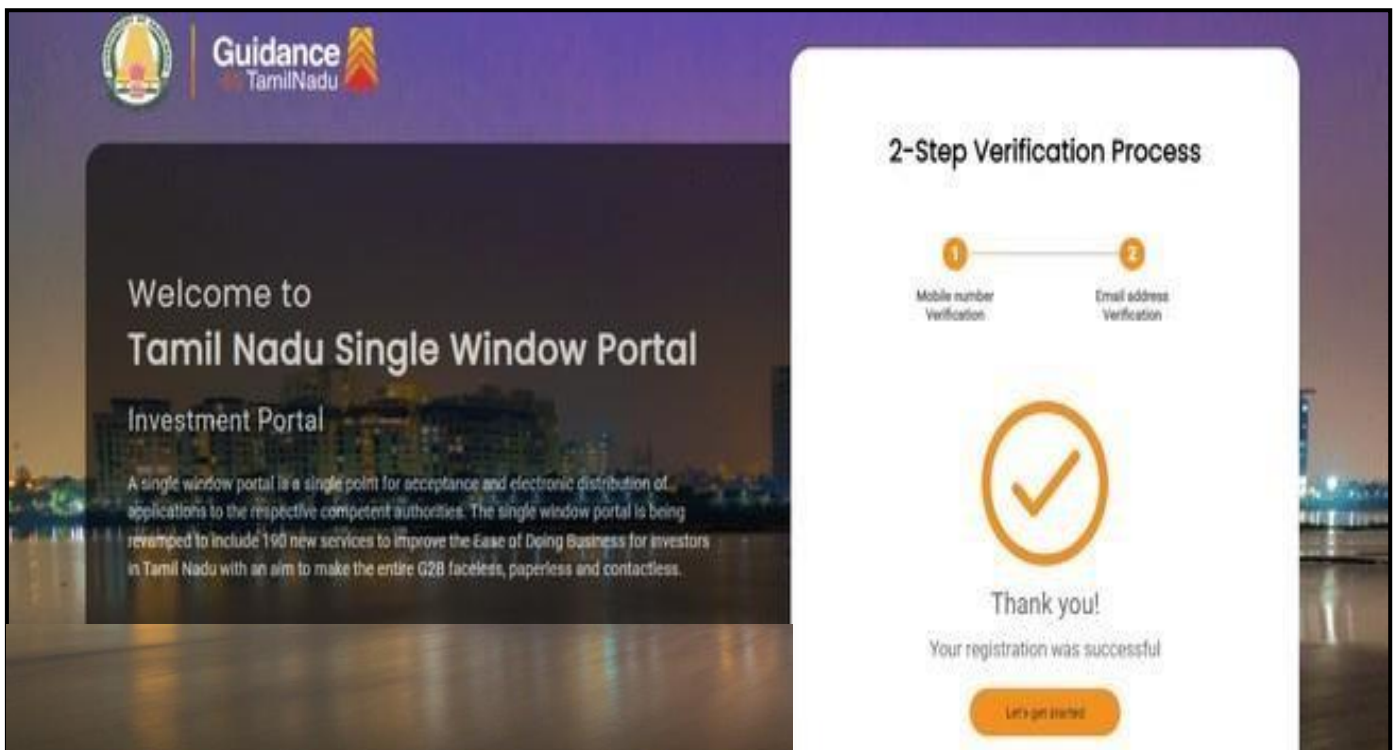 Guidance
TamilNadu
Welcome to
Tamil Nadu Single Window Portal
Investment Portal
A single window portal is a single point for acceptance and electronic distribution of
applications to the respective competent authorities. The single window portal is being
revamped to include 190 new services to improve the Ease of Doing Business for investors
in Tamil Nadu with an aim to make the entire G2B faceless, paperless and contactless.
2-Step Verification Process
1
2
Mobile number
Verification
Email address
Verification
Thank you!
Your registration was successful
Let's get started